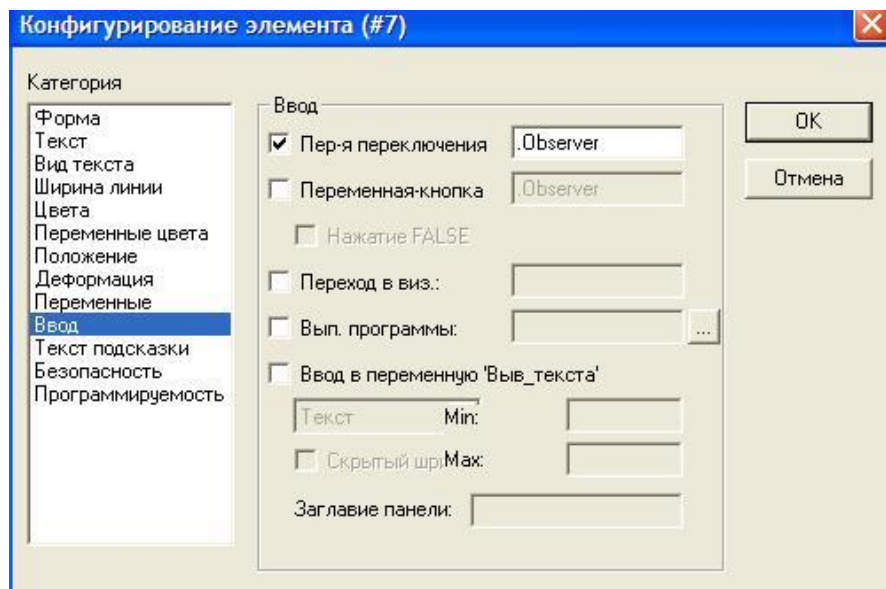 Конфигурирование элемента (#7)
Категория
Форма
Текст
Вид текста
Ширина линии
Цвета
Переменные цвета
Положение
Деформация
Переменные
Ввод
Текст подсказки
Безопасность
Программируемость
Ввод
Пер-я переключения .Observer
Переменная-кнопка .Observer
Нажатие FALSE
Переход в виз.:
Вып. программы: ...
Ввод в переменную 'Выв_текста'
Текст Min:
Скрытый шр Max:
Заглавие панели:
OK
Отмена